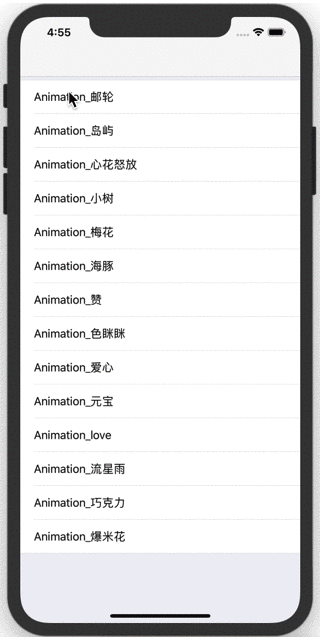 4:55
Animation_邮轮
Animation_岛屿
Animation_心花怒放
Animation_小树
Animation_梅花
Animation_海豚
Animation_赞
Animation_色眯眯
Animation_爱心
Animation_元宝
Animation_love
Animation_流星雨
Animation_巧克力
Animation_爆米花